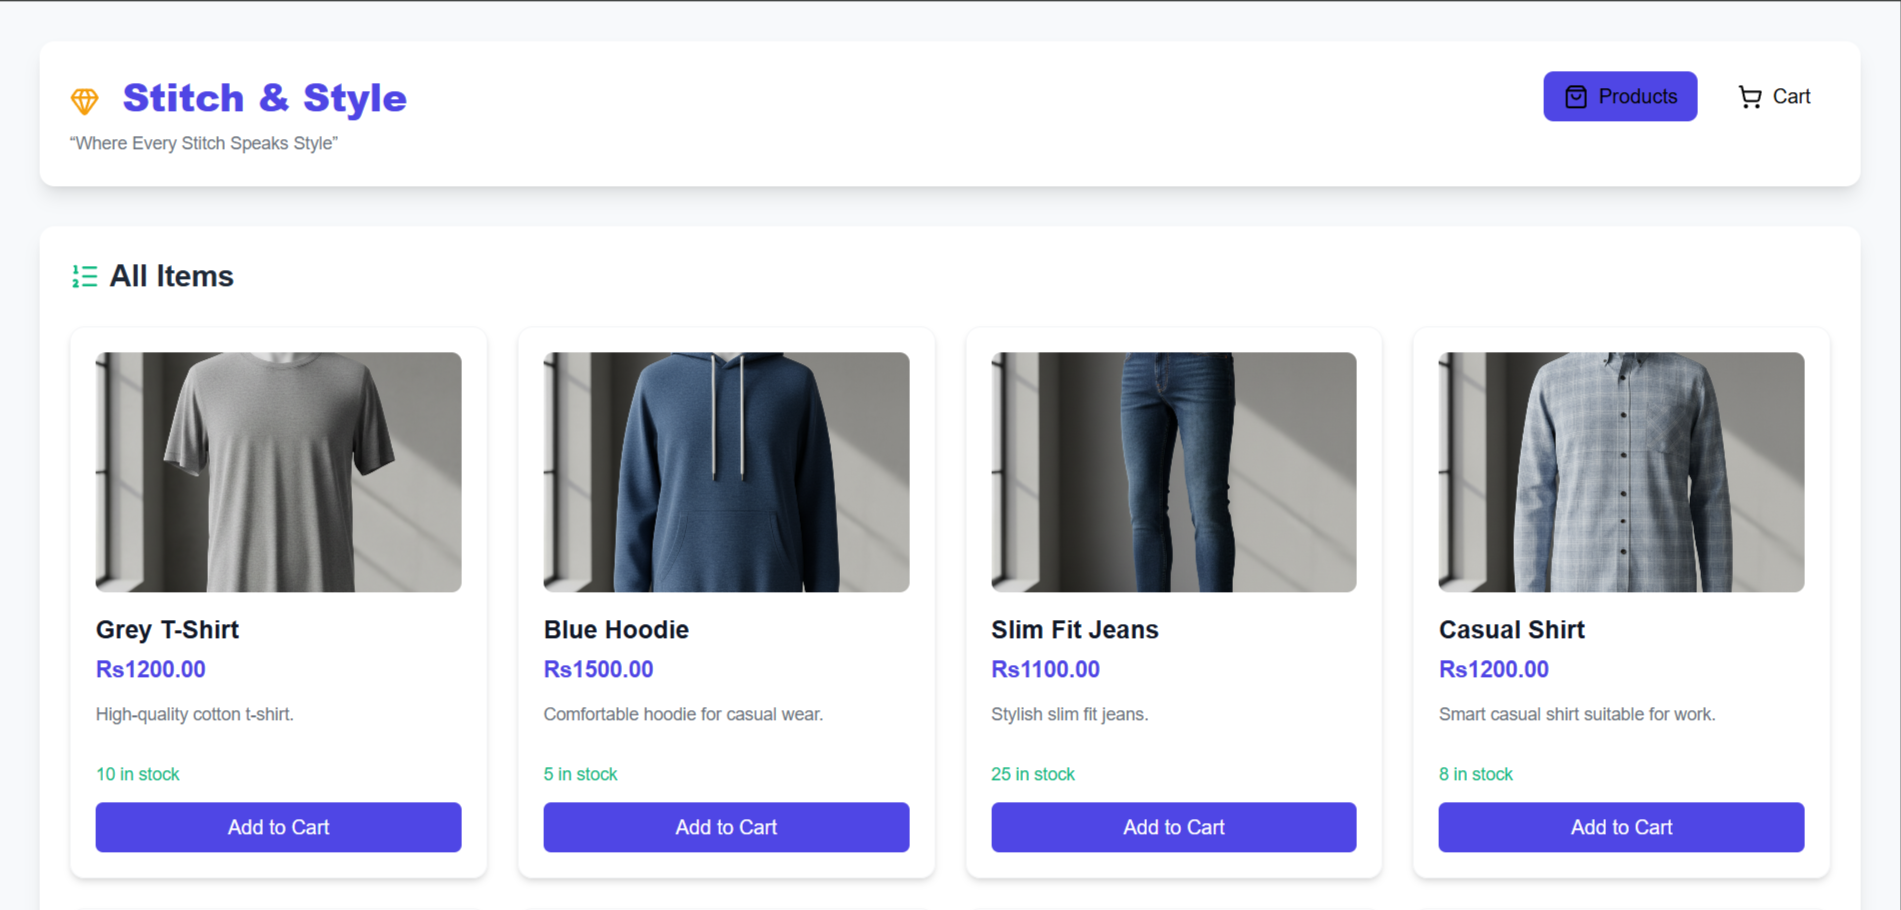 Stitch & Style
“Where Every Stitch Speaks Style”
Products
Cart
All Items
Grey T-Shirt
Rs1200.00
High-quality cotton t-shirt.
10 in stock
Add to Cart
Blue Hoodie
Rs1500.00
Comfortable hoodie for casual wear.
5 in stock
Add to Cart
Slim Fit Jeans
Rs1100.00
Stylish slim fit jeans.
25 in stock
Add to Cart
Casual Shirt
Rs1200.00
Smart casual shirt suitable for work.
8 in stock
Add to Cart